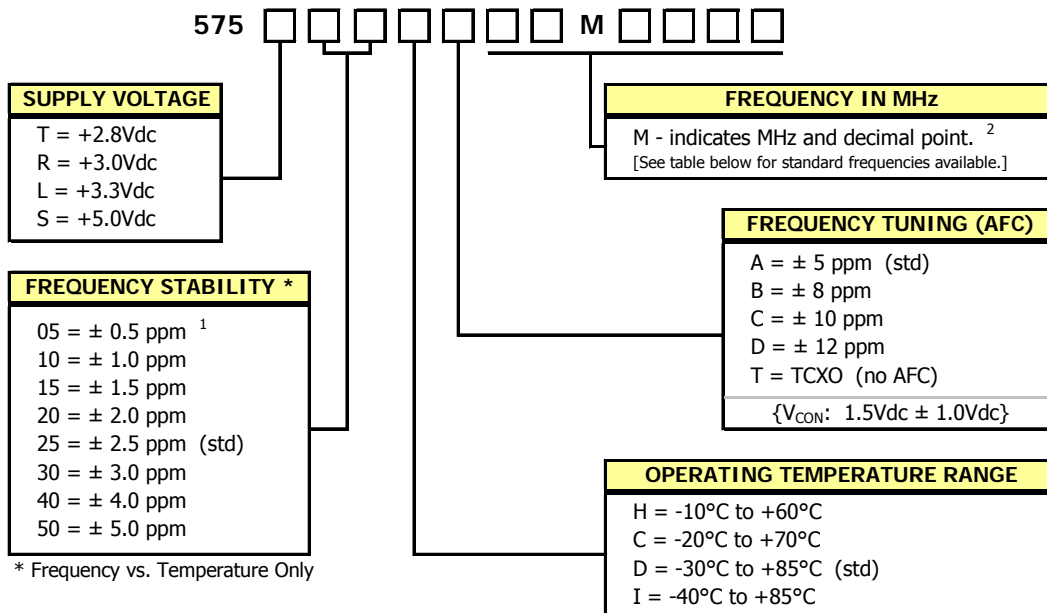 575 M
SUPPLY VOLTAGE
T = +2.8Vdc
R = +3.0Vdc
L = +3.3Vdc
S = +5.0Vdc
FREQUENCY STABILITY *
05 = ± 0.5 ppm 1
10 = ± 1.0 ppm
15 = ± 1.5 ppm
20 = ± 2.0 ppm
25 = ± 2.5 ppm (std)
30 = ± 3.0 ppm
40 = ± 4.0 ppm
50 = ± 5.0 ppm
* Frequency vs. Temperature Only
FREQUENCY IN MHz
M - indicates MHz and decimal point. 2
[See table below for standard frequencies available.]
FREQUENCY TUNING (AFC)
A = ± 5 ppm (std)
B = ± 8 ppm
C = ± 10 ppm
D = ± 12 ppm
T = TCXO (no AFC)
{VCON: 1.5Vdc ± 1.0Vdc}
OPERATING TEMPERATURE RANGE
H = -10°C to +60°C
C = -20°C to +70°C
D = -30°C to +85°C (std)
I = -40°C to +85°C